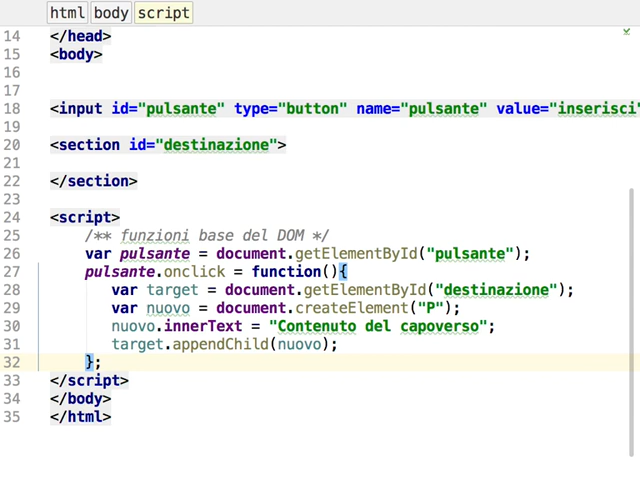 html body script
14 </head>
15 <body>
16
17
18 <input id="pulsante" type="button" name="pulsante" value="inserisci"
19
20 <section id="destinazione">
21
22 </section>
23
24 <script>
25 /** funzioni base del DOM */
26 var pulsante = document.getElementById("pulsante");
27 pulsante.onclick = function(){
28 var target = document.getElementById("destinazione");
29 var nuovo = document.createElement("P");
30 nuovo.innerText = "Contenuto del capoverso";
31 target.appendChild(nuovo);
32 };
33 </script>
34 </body>
35 </html>